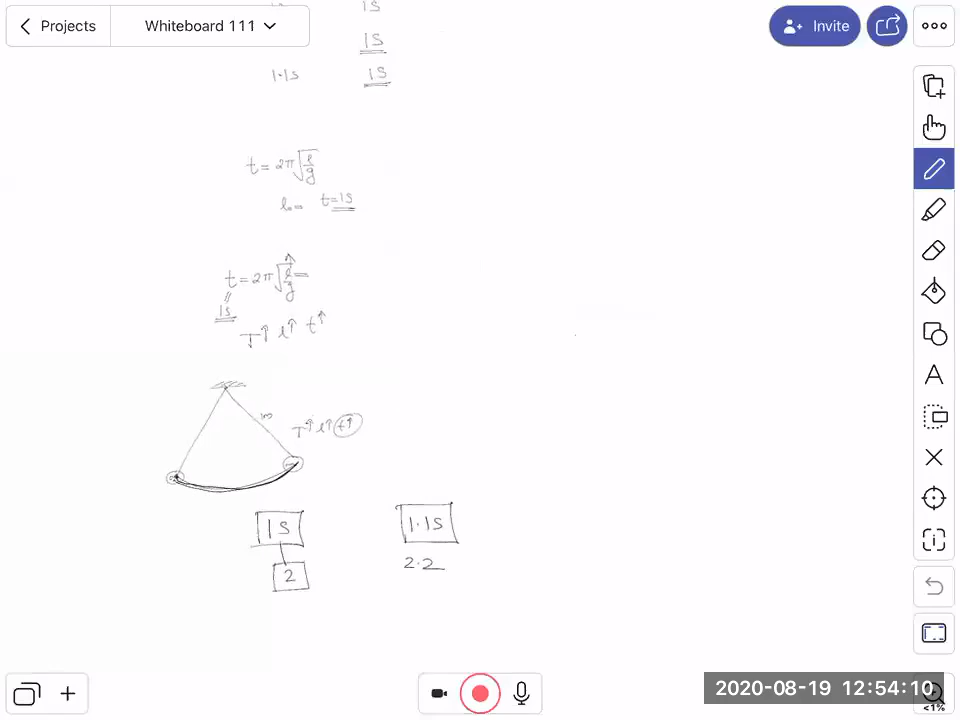 Projects
Whiteboard 111
Invite
1S
1S
1.1S 1S
t = 2π√l/g
l = t=1S
t = 2π√l/g =
1S
T↑ l↑ t↑
T↑ l↑ t↑
1S 1.1S
2 2.2
A
2020-08-19 12:54:10
<1%